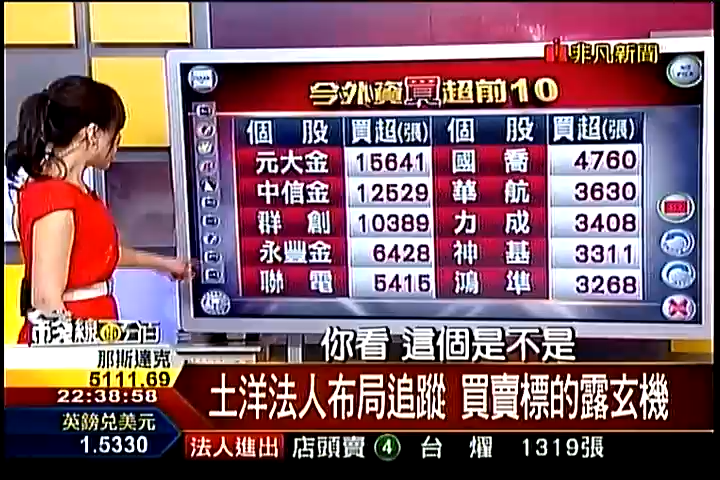 非凡新聞
今外資買超前10
個股 買超(張) 個股 買超(張)
元大金 15641 國喬 4760
中信金 12529 華航 3630
群創 10389 力成 3408
永豐金 6428 神基 3311
聯電 5415 鴻準 3268
你看 這個是不是
那斯達克
5111.69
22:38:58
土洋法人布局追蹤 買賣標的露玄機
英鎊兌美元
1.5330
法人進出 店頭賣 4 台燿 1319張